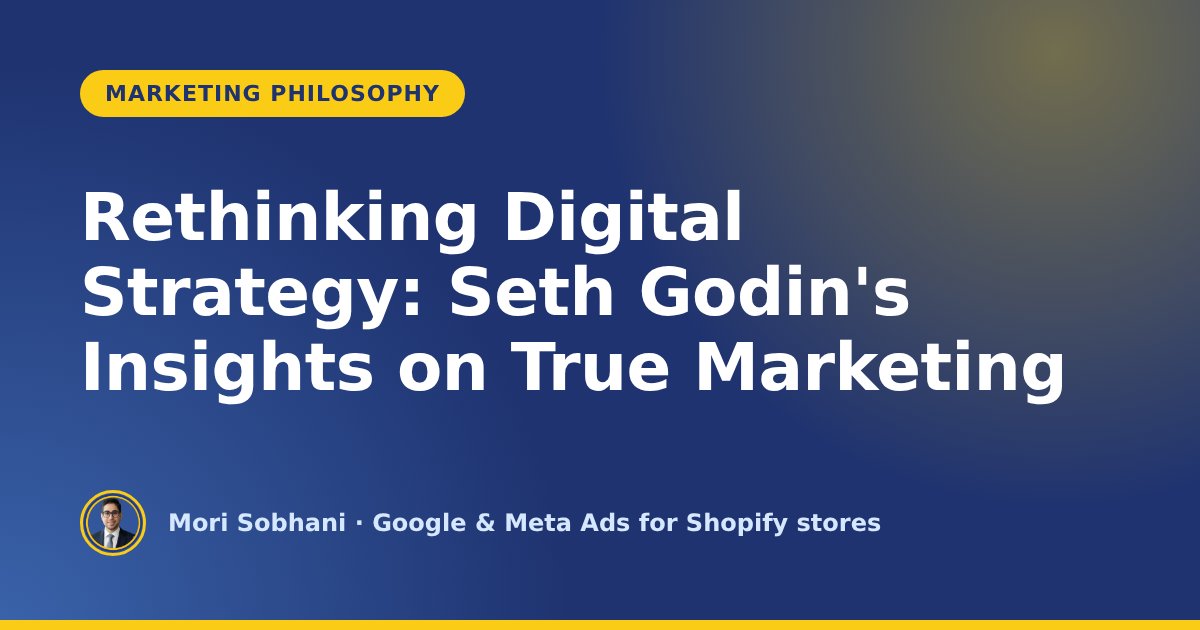 MARKETING PHILOSOPHY
Rethinking Digital
Strategy: Seth Godin's
Insights on True Marketing
Mori Sobhani · Google & Meta Ads for Shopify stores